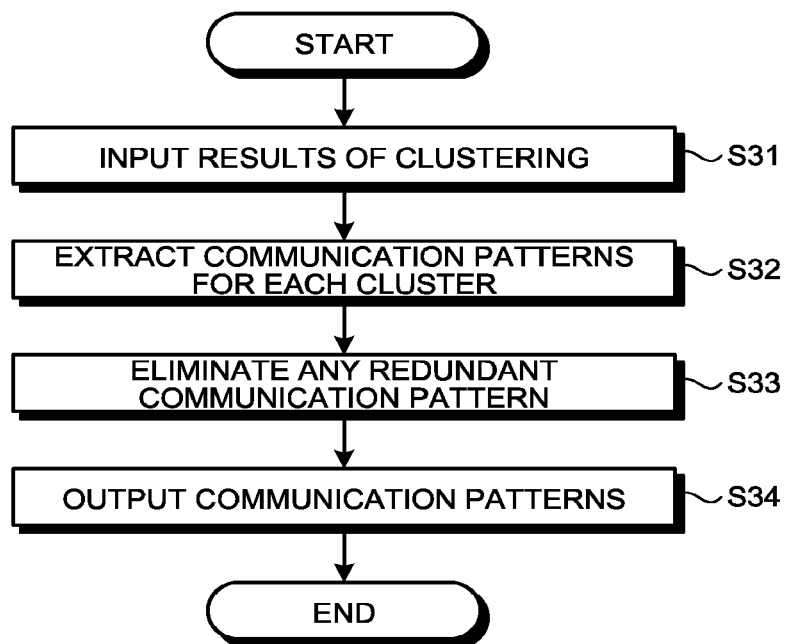 START
INPUT RESULTS OF CLUSTERING
S31
EXTRACT COMMUNICATION PATTERNS
FOR EACH CLUSTER
S32
ELIMINATE ANY REDUNDANT
COMMUNICATION PATTERN
S33
OUTPUT COMMUNICATION PATTERNS
S34
END